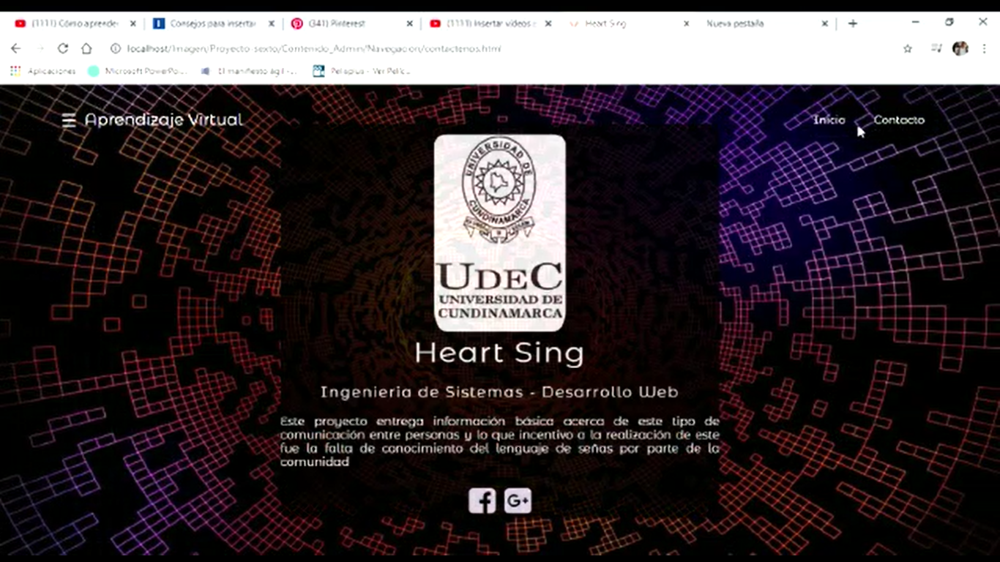 (1111) Cómo aprende
Consejos para insertar
(341) Pinterest
(1111) Insertar videos
Heart Sing
Nueva pestaña
localhost/Imagen/Proyecto-sexto/Contenido_Admin/Navegacion/contactenos.html
Aplicaciones
Microsoft PowerPo...
El manifiesto ágil -...
Pelisplus - Ver Pelíc...
Aprendizaje Virtual
Inicio
Contacto
UNIVERSIDAD DE
CUNDINAMARCA
UDEC
UNIVERSIDAD DE
CUNDINAMARCA
Heart Sing
Ingenieria de Sistemas - Desarrollo Web
Este proyecto entrega información básica acerca de este tipo de
comunicación entre personas y lo que incentivo a la realización de este
fue la falta de conocimiento del lenguaje de señas por parte de la
comunidad
f
G+